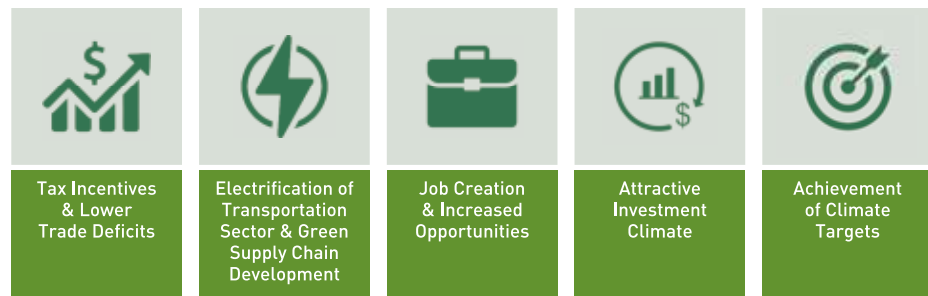 $
Tax Incentives
& Lower
Trade Deficits
Electrification of
Transportation
Sector & Green
Supply Chain
Development
Job Creation
& Increased
Opportunities
$
Attractive
Investment
Climate
Achievement
of Climate
Targets